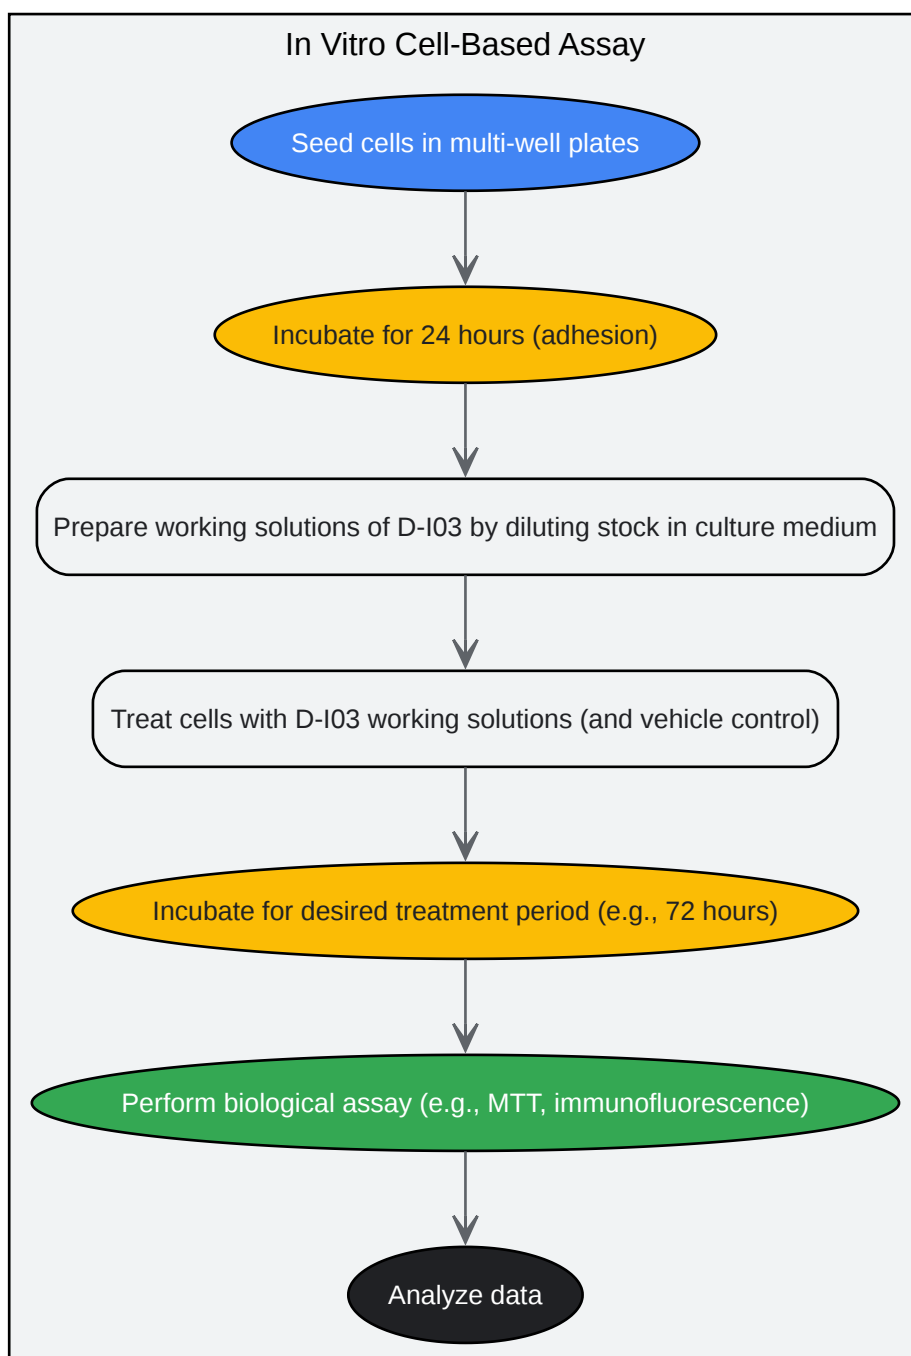 In Vitro Cell-Based Assay
Seed cells in multi-well plates
Incubate for 24 hours (adhesion)
Prepare working solutions of D-I03 by diluting stock in culture medium
Treat cells with D-I03 working solutions (and vehicle control)
Incubate for desired treatment period (e.g., 72 hours)
Perform biological assay (e.g., MTT, immunofluorescence)
Analyze data